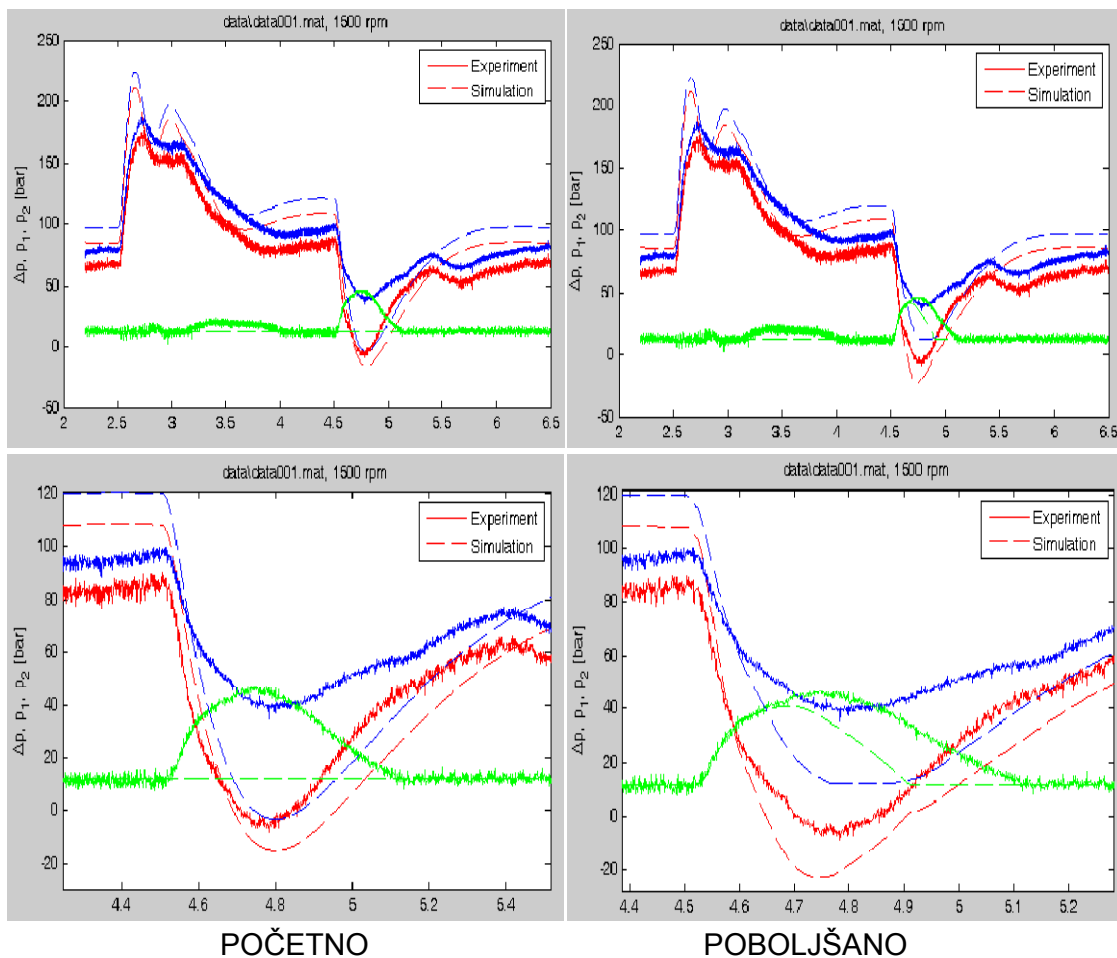 data\data001.mat, 1500 rpm
250
200
150
100
50
0
-50
Δp, p1, p2 [bar]
Experiment
Simulation
2 2.5 3 3.5 4 4.5 5 5.5 6 6.5
data\data001.mat, 1500 rpm
250
200
150
100
50
0
-50
Δp, p1, p2 [bar]
Experiment
Simulation
2 2.5 3 3.5 4 4.5 5 5.5 6 6.5
data\data001.mat, 1500 rpm
120
100
80
60
40
20
0
-20
Δp, p1, p2 [bar]
Experiment
Simulation
4.4 4.6 4.8 5 5.2 5.4
data\data001.mat, 1500 rpm
120
100
80
60
40
20
0
-20
Δp, p1, p2 [bar]
Experiment
Simulation
4.4 4.5 4.6 4.7 4.8 4.9 5 5.1 5.2
POČETNO
POBOLJŠANO